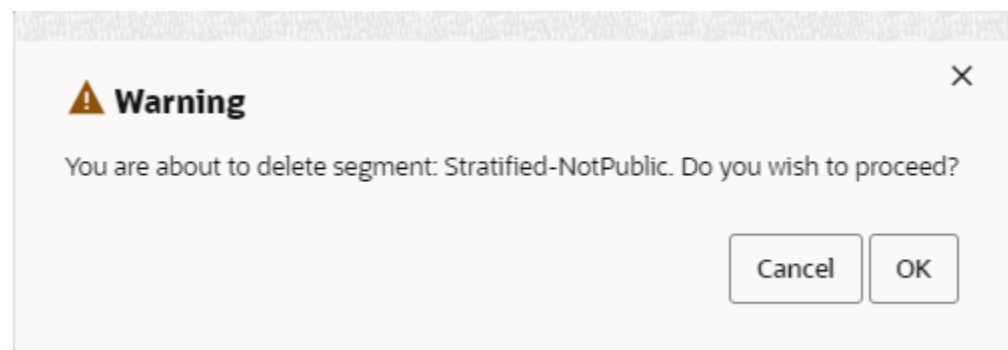 Warning
You are about to delete segment: Stratified-NotPublic. Do you wish to proceed?
Cancel OK